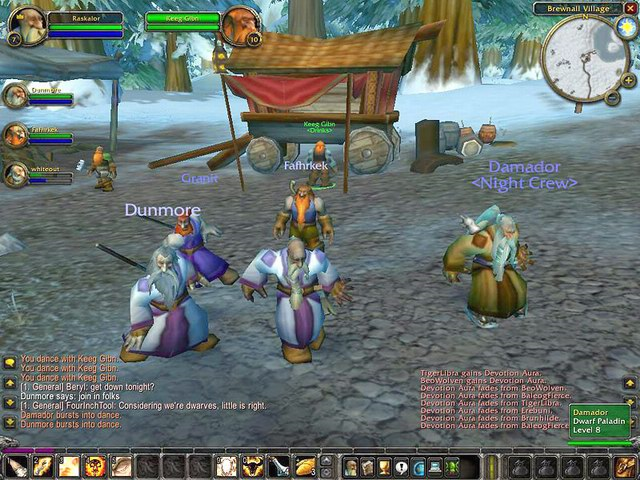 Raskalor
Keeg Gibn
7
10
Brewnall Village
N
Dunmore
Fafhrkek
whiteout
Keeg Gibn
<Drinks>
Fafhrkek
Granit
Damador
<Night Crew>
Dunmore
You dance with Keeg Gibn.
You dance with Keeg Gibn.
You dance with Keeg Gibn.
[1. General] Beryl: get down tonight?
Dunmore says: join in folks
[1. General] FourInchTool: Considering we're dwarves, little is right.
Damador bursts into dance.
Dunmore bursts into dance.
TigerLibra gains Devotion Aura.
BeoWolven gains Devotion Aura.
Devotion Aura fades from BeoWolven.
Devotion Aura fades from BaleogFierce.
Devotion Aura fades from TigerLibra.
Devotion Aura fades from Erebuni.
Devotion Aura fades from Brumhilde.
Devotion Aura fades from BaleogFierce
Damador
Dwarf Paladin
Level 8